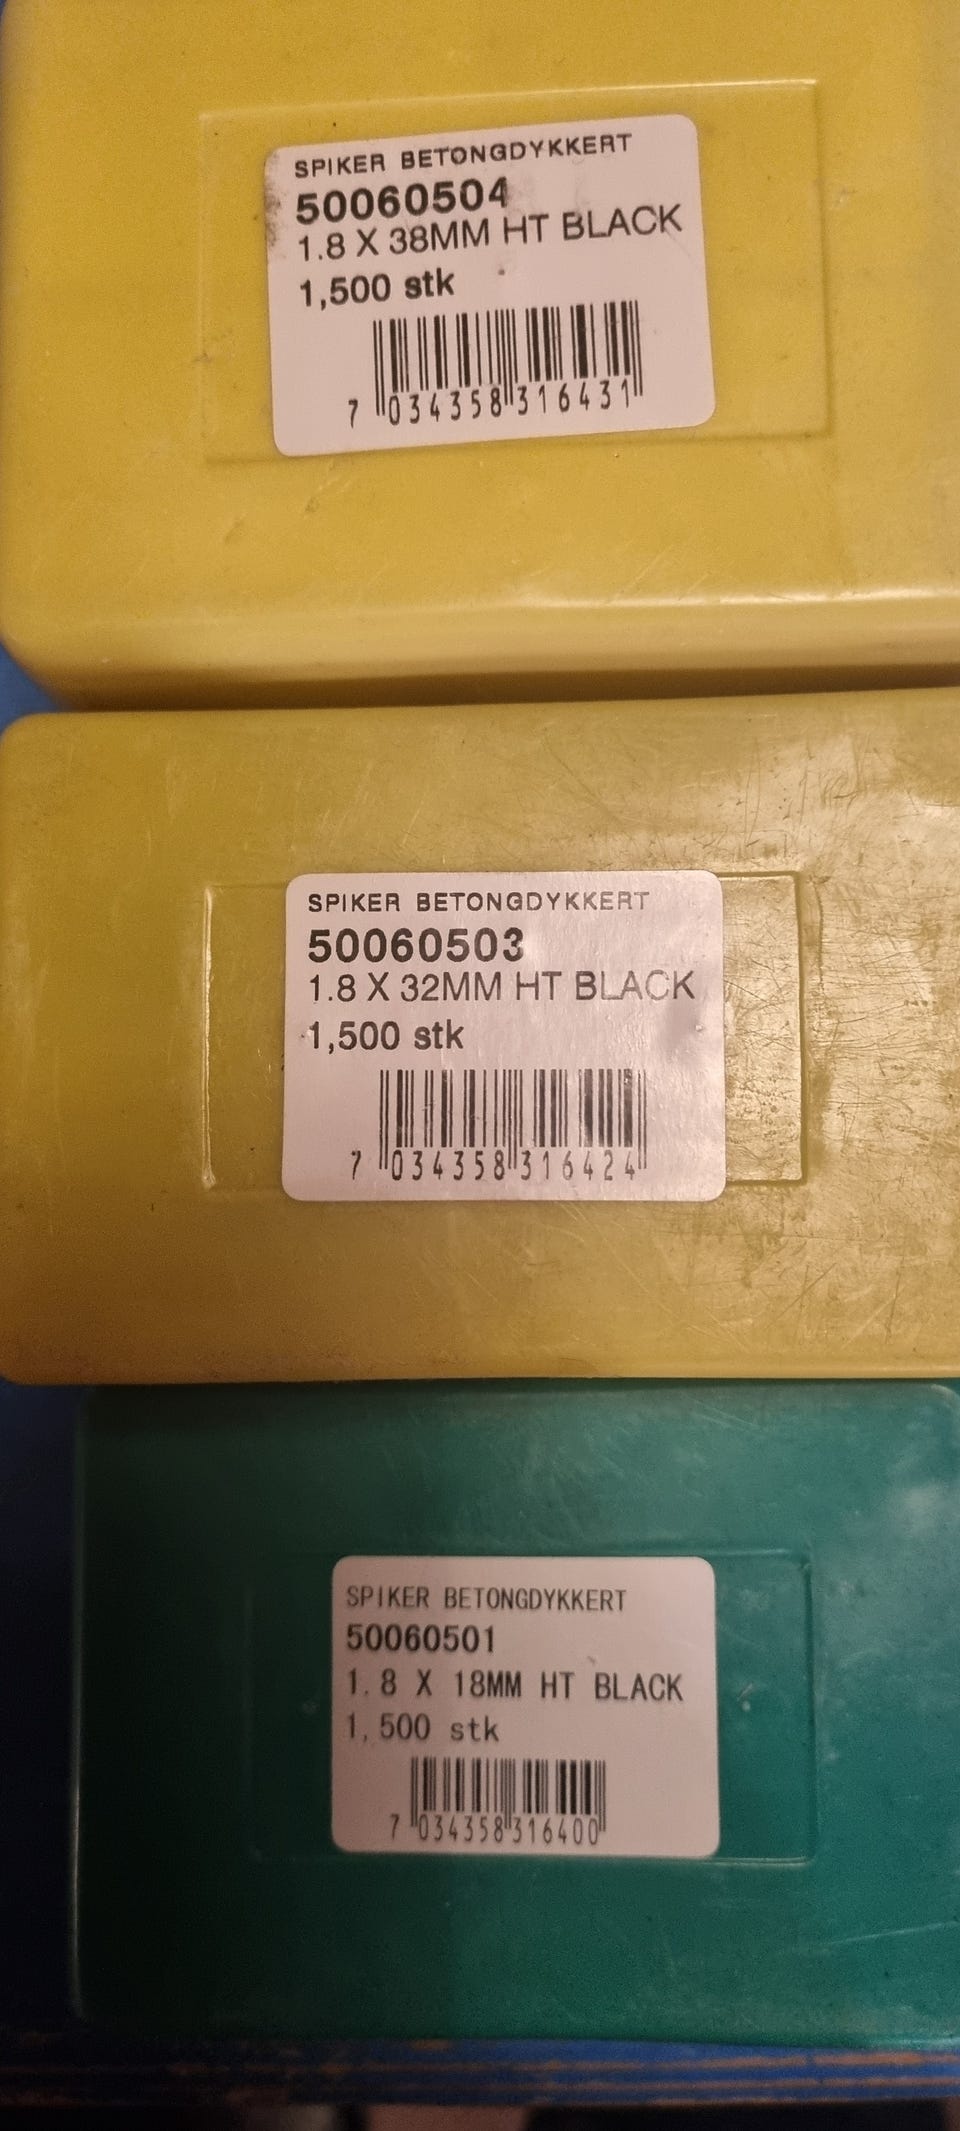 SPIKER BETONGDYKKERT
50060504
1.8 X 38MM HT BLACK
1,500 stk
7 034358 316431
SPIKER BETONGDYKKERT
50060503
1.8 X 32MM HT BLACK
1,500 stk
7 034358 316424
SPIKER BETONGDYKKERT
50060501
1.8 X 18MM HT BLACK
1,500 stk
7 034358 316400